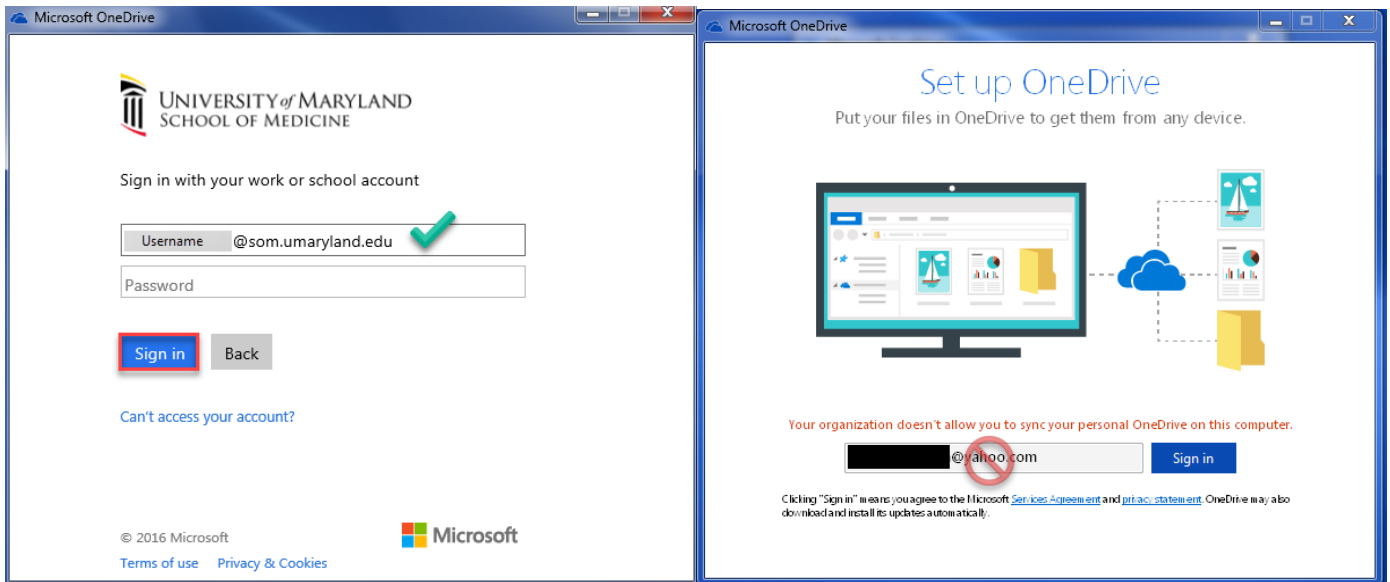 Microsoft OneDrive
UNIVERSITY of MARYLAND
SCHOOL OF MEDICINE
Sign in with your work or school account
Username @som.umaryland.edu
Password
Sign in Back
Can't access your account?
© 2016 Microsoft
Microsoft
Terms of use Privacy & Cookies
Microsoft OneDrive
Set up OneDrive
Put your files in OneDrive to get them from any device.
Your organization doesn't allow you to sync your personal OneDrive on this computer.
@yahoo.com
Sign in
Clicking "Sign in" means you agree to the Microsoft Services Agreement and privacy statement. OneDrive may also
download and install its updates automatically.